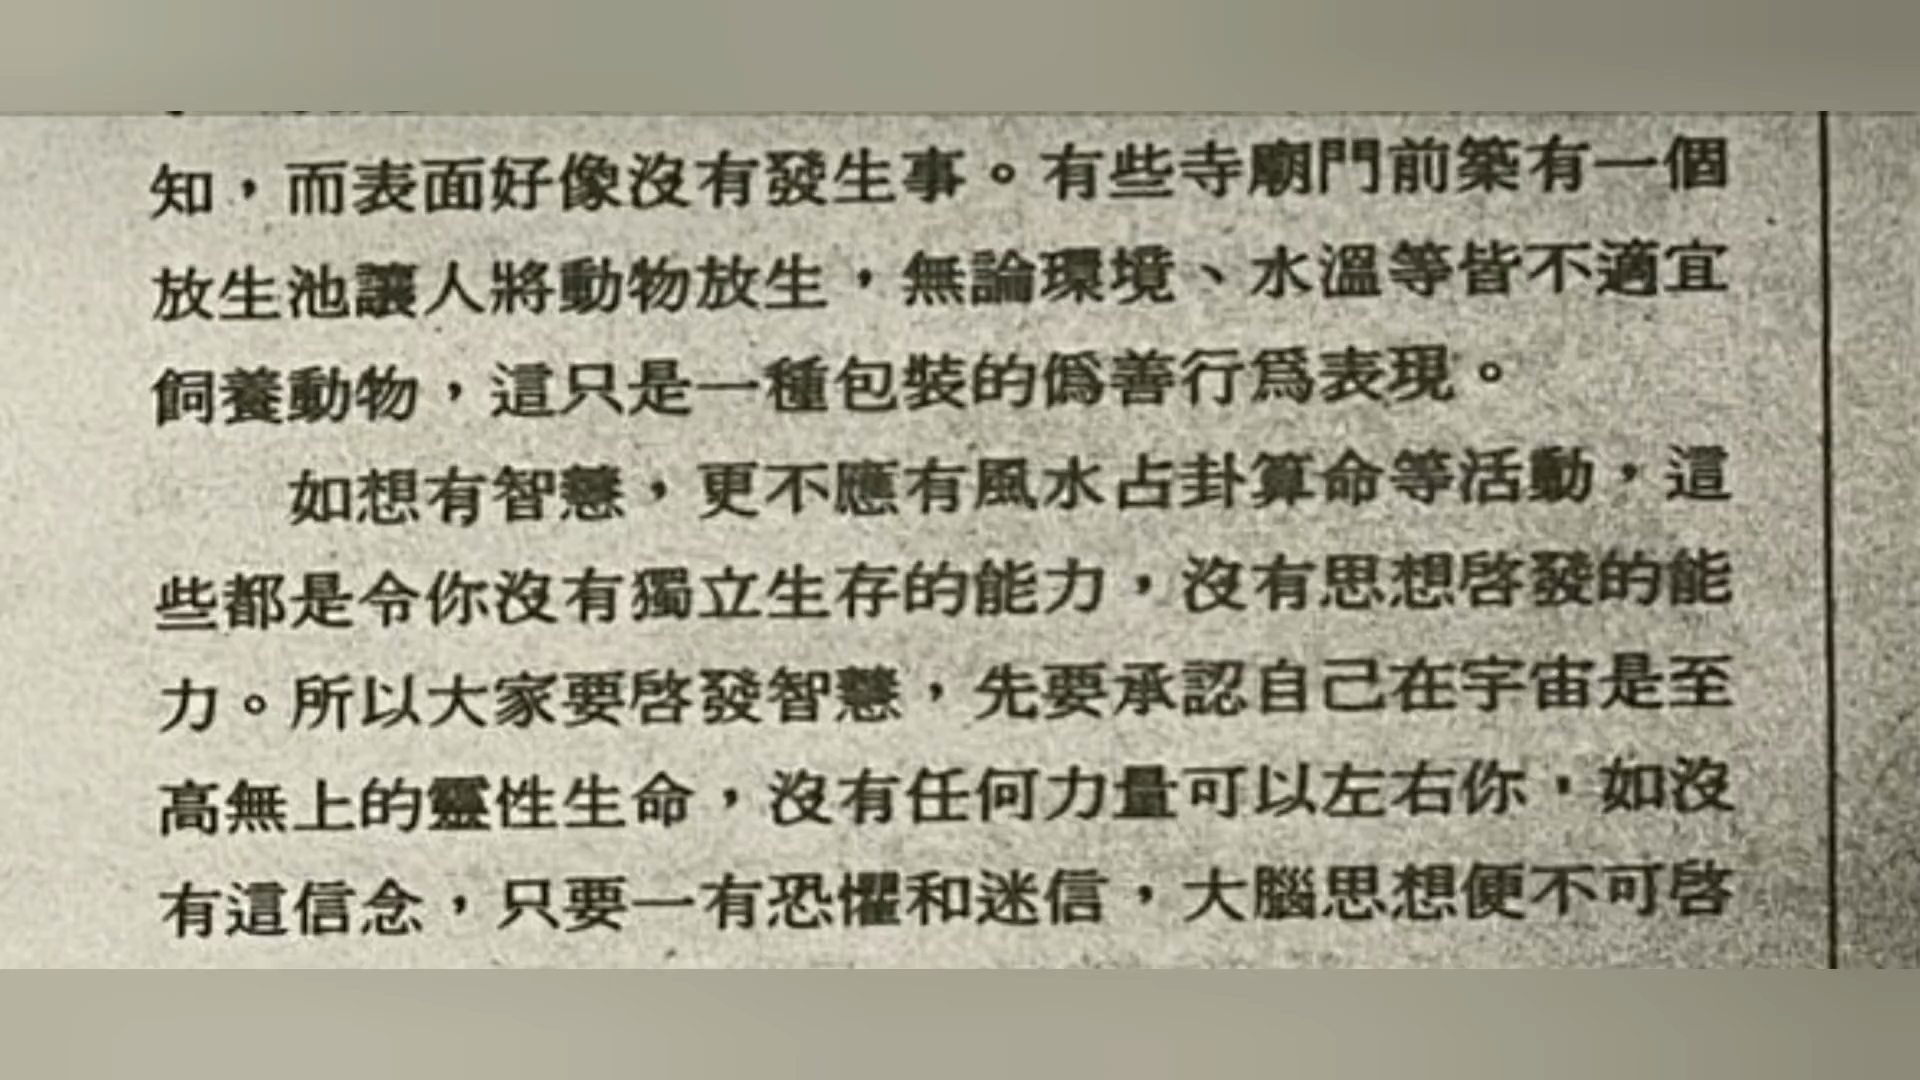 知，而表面好像沒有發生事。有些寺廟門前築有一個
放生池讓人將動物放生，無論環境、水溫等皆不適宜
飼養動物，這只是一種包裝的僞善行爲表現。
如想有智慧，更不應有風水占卦算命等活動，這
些都是令你沒有獨立生存的能力，沒有思想啓發的能
力。所以大家要啓發智慧，先要承認自己在宇宙是至
高無上的靈性生命，沒有任何力量可以左右你，如沒
有這信念，只要一有恐懼和迷信，大腦思想便不可啓